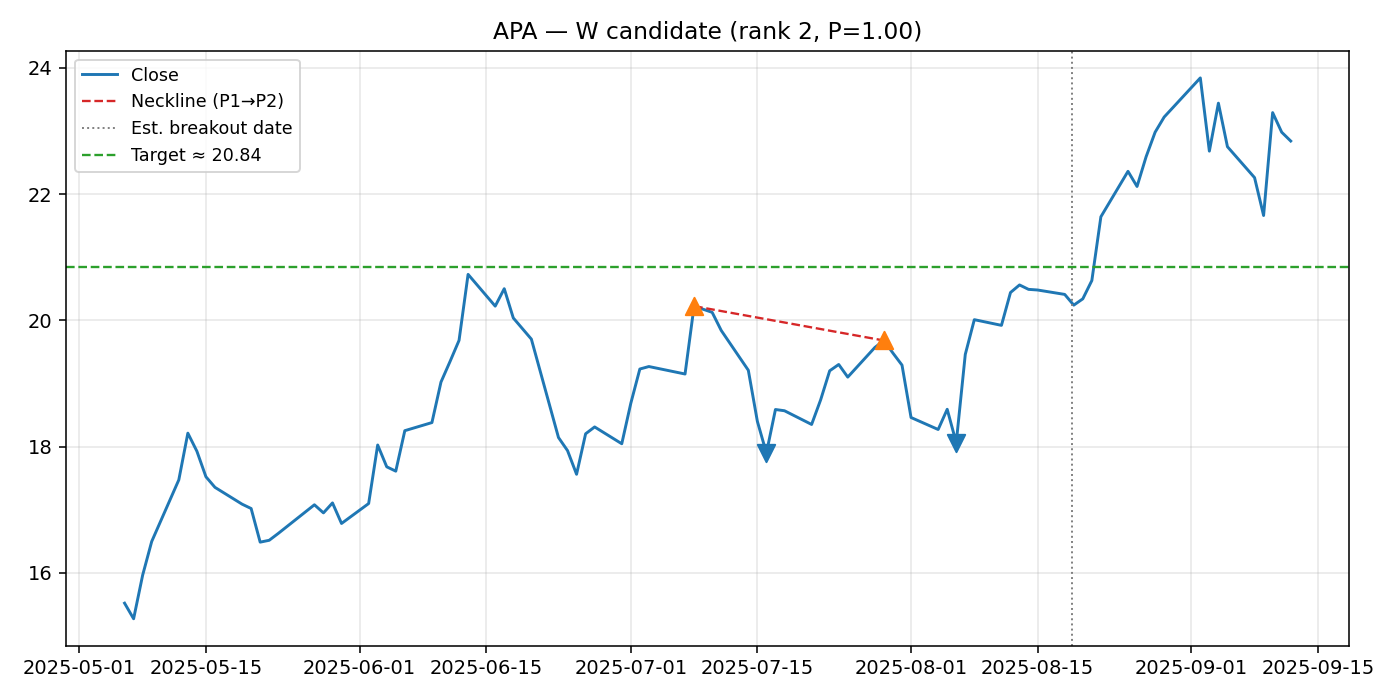 APA — W candidate (rank 2, P=1.00)
Close
Neckline (P1→P2)
Est. breakout date
Target ≈ 20.84
24
22
20
18
16
2025-05-01 2025-05-15 2025-06-01 2025-06-15 2025-07-01 2025-07-15 2025-08-01 2025-08-15 2025-09-01 2025-09-15